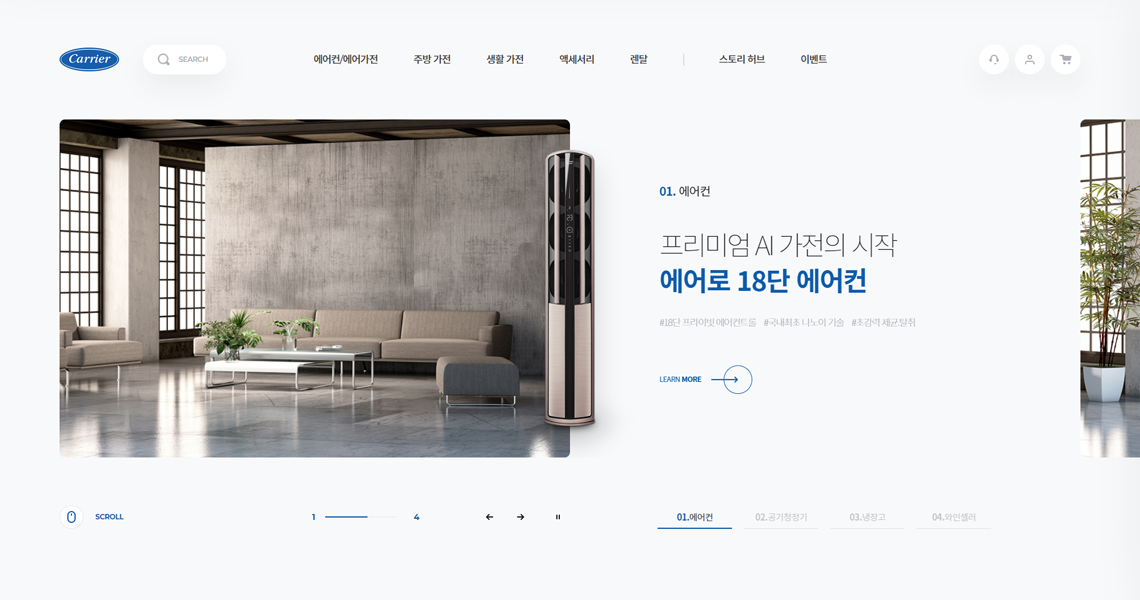 Carrier
SEARCH
에어컨/에어가전
주방 가전
생활 가전
액세서리
렌탈
스토리 허브
이벤트
01. 에어컨
프리미엄 AI 가전의 시작
에어로 18단 에어컨
#18단 프라이빗 에어컨트롤 #국내최초 나노이 기술 #초강력 제균탈취
LEARN MORE
SCROLL
1
4
01.에어컨
02.공기청정기
03.냉장고
04.와인셀러